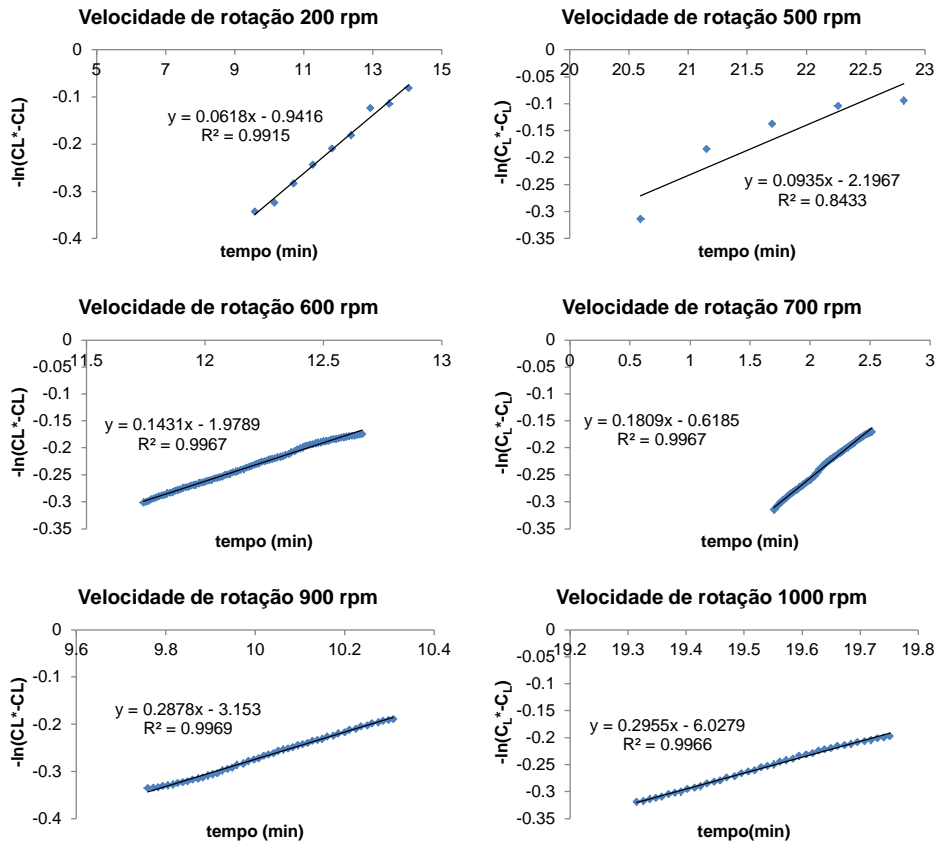 Velocidade de rotação 200 rpm
0
5 7 9 11 13 15
-0.1
-0.2
-0.3
-0.4
-ln(CL*-CL)
y = 0.0618x - 0.9416
R² = 0.9915
tempo (min)
Velocidade de rotação 500 rpm
0
20 20.5 21 21.5 22 22.5 23
-0.05
-0.1
-0.15
-0.2
-0.25
-0.3
-0.35
-ln(CL*-CL)
y = 0.0935x - 2.1967
R² = 0.8433
tempo (min)
Velocidade de rotação 600 rpm
0
11.5 12 12.5 13
-0.05
-0.1
-0.15
-0.2
-0.25
-0.3
-0.35
-ln(CL*-CL)
y = 0.1431x - 1.9789
R² = 0.9967
tempo (min)
Velocidade de rotação 700 rpm
0
0 0.5 1 1.5 2 2.5 3
-0.05
-0.1
-0.15
-0.2
-0.25
-0.3
-0.35
-ln(CL*-CL)
y = 0.1809x - 0.6185
R² = 0.9967
tempo (min)
Velocidade de rotação 900 rpm
0
9.6 9.8 10 10.2 10.4
-0.1
-0.2
-0.3
-0.4
-ln(CL*-CL)
y = 0.2878x - 3.153
R² = 0.9969
tempo (min)
Velocidade de rotação 1000 rpm
0
19.2 19.3 19.4 19.5 19.6 19.7 19.8
-0.05
-0.1
-0.15
-0.2
-0.25
-0.3
-0.35
-ln(CL*-CL)
y = 0.2955x - 6.0279
R² = 0.9966
tempo(min)